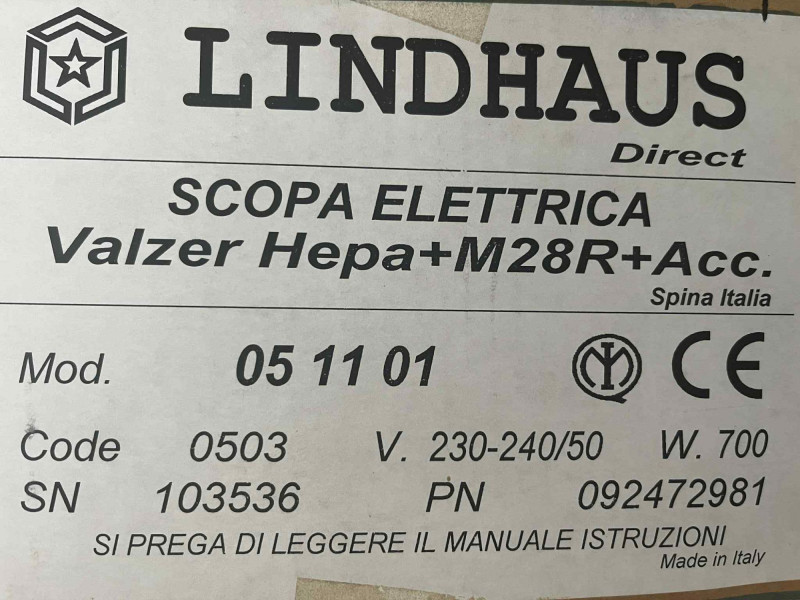 LINDHAUS
Direct
SCOPA ELETTRICA
Valzer Hepa+M28R+Acc.
Spina Italia
Mod. 05 11 01 CE
Code 0503 V. 230-240/50 W. 700
SN 103536 PN 092472981
SI PREGA DI LEGGERE IL MANUALE ISTRUZIONI
Made in Italy